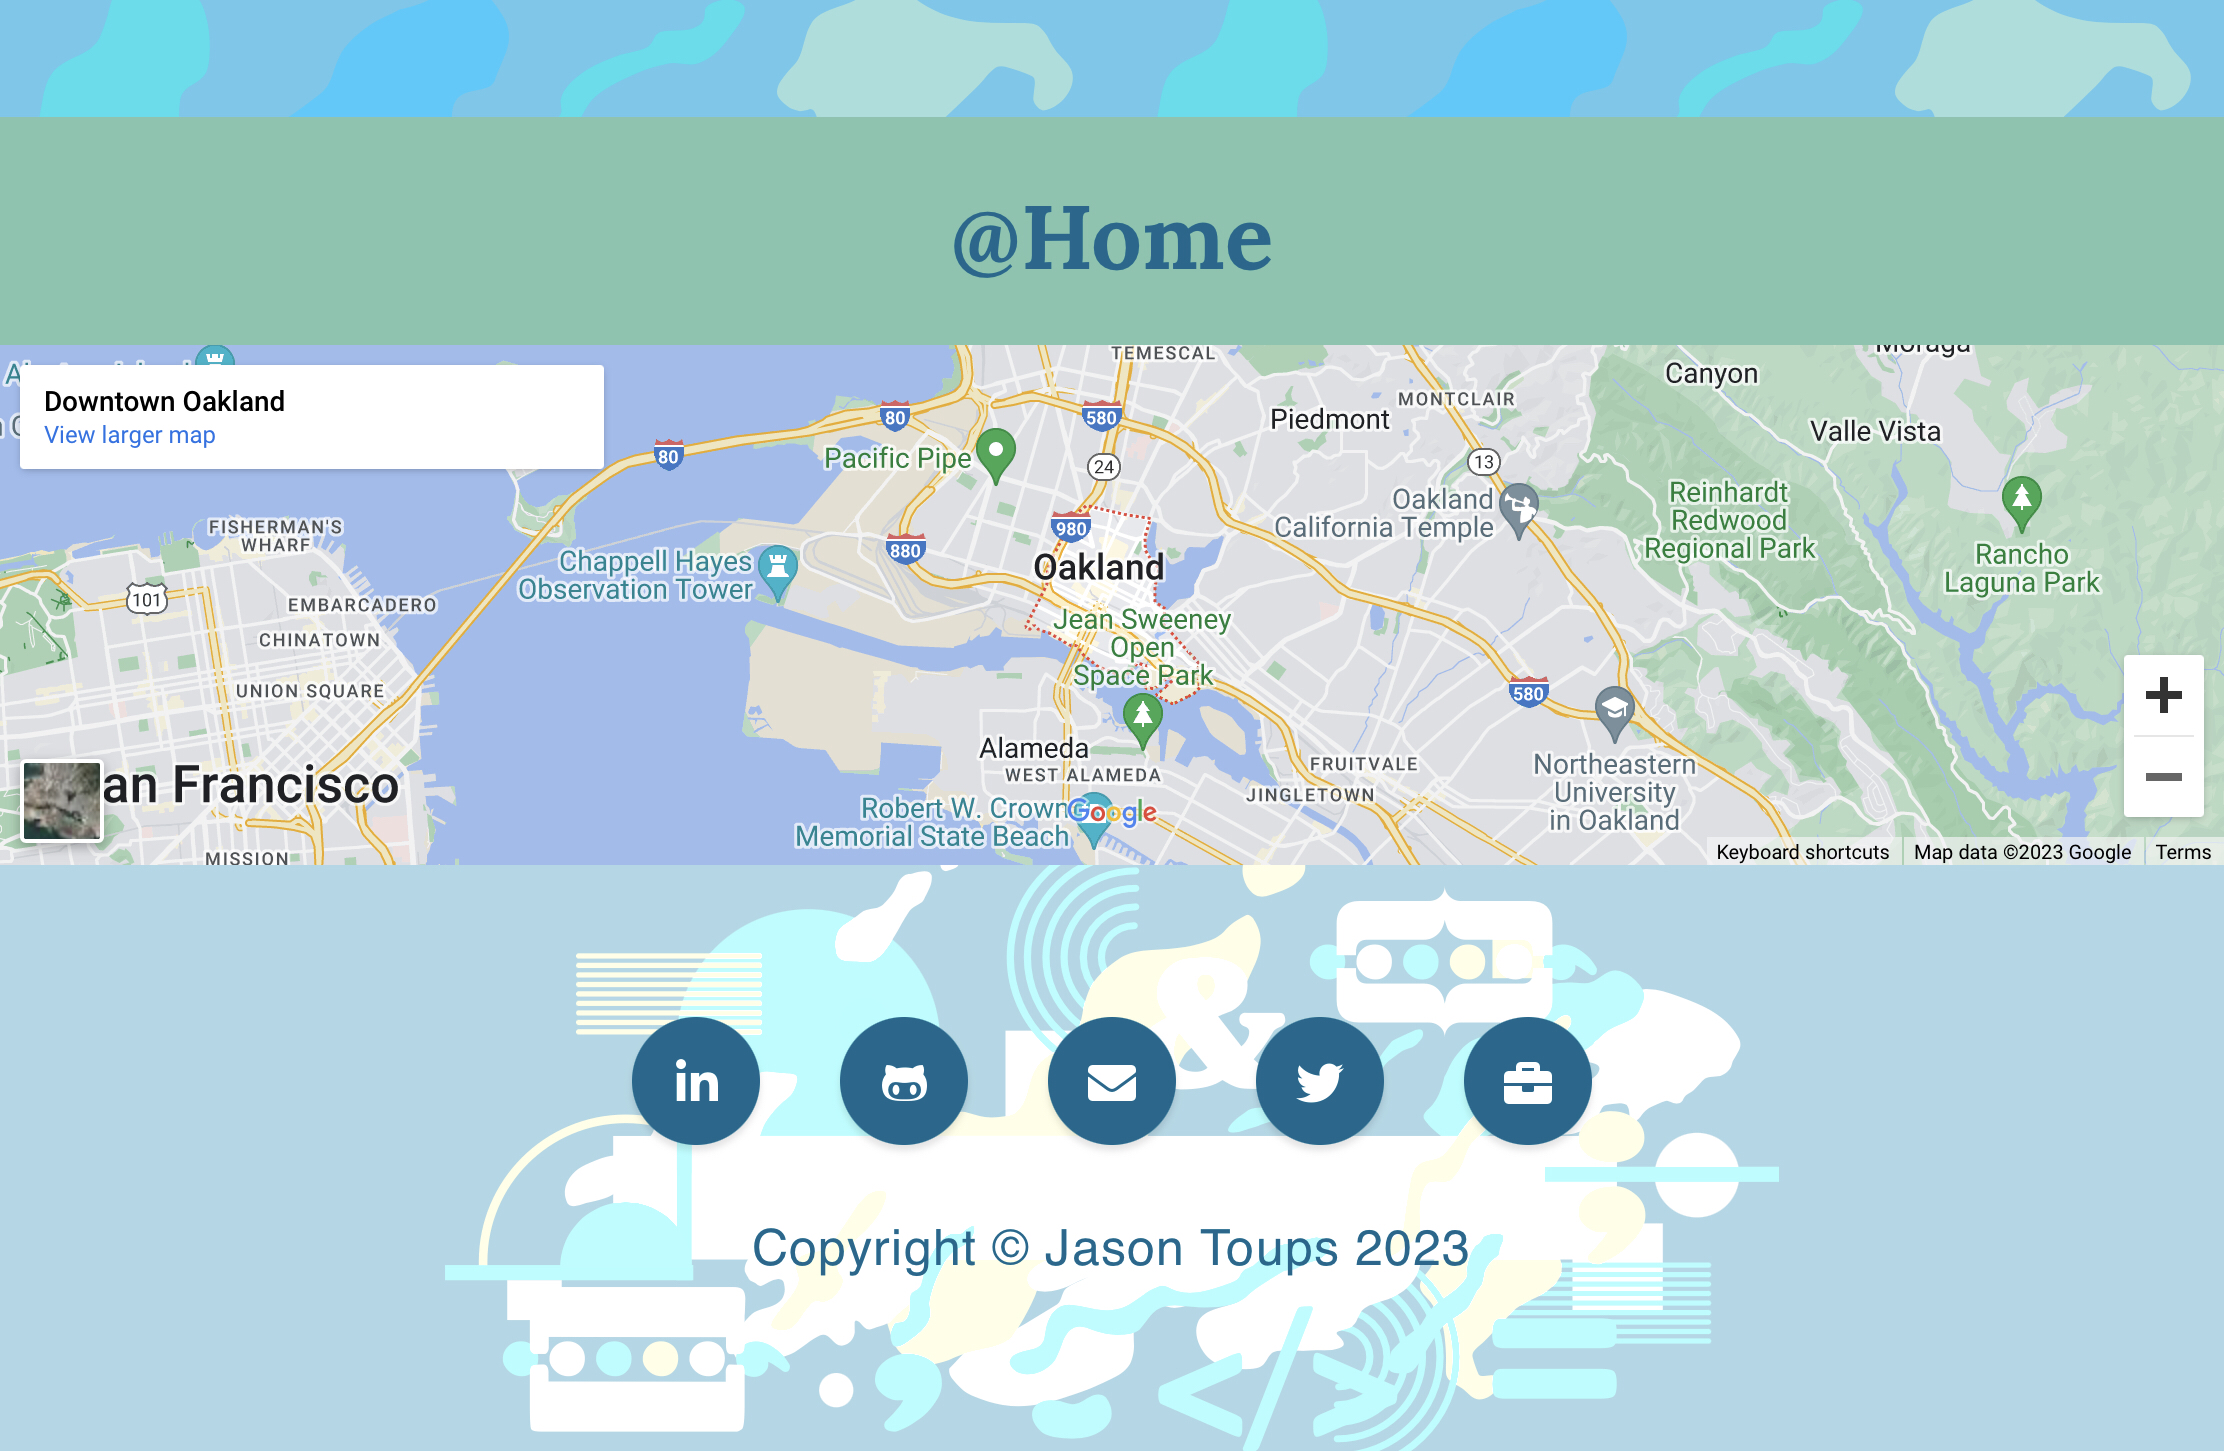 @Home
TEMESCAL
Moraga
Canyon
Downtown Oakland
View larger map
MONTCLAIR
80
580
Piedmont
Valle Vista
80
Pacific Pipe
24
13
Oakland
California Temple
Reinhardt
Redwood
Regional Park
FISHERMAN'S
WHARF
980
880
Chappell Hayes
Observation Tower
Oakland
Rancho
Laguna Park
101
EMBARCADERO
CHINATOWN
Jean Sweeney
Open
Space Park
UNION SQUARE
580
Alameda
WEST ALAMEDA
FRUITVALE
JINGLETOWN
Northeastern
University
in Oakland
an Francisco
Robert W. Crown
Memorial State Beach
Google
MISSION
Keyboard shortcuts
Map data ©2023 Google
Terms
&
in
Copyright © Jason Toups 2023
</>